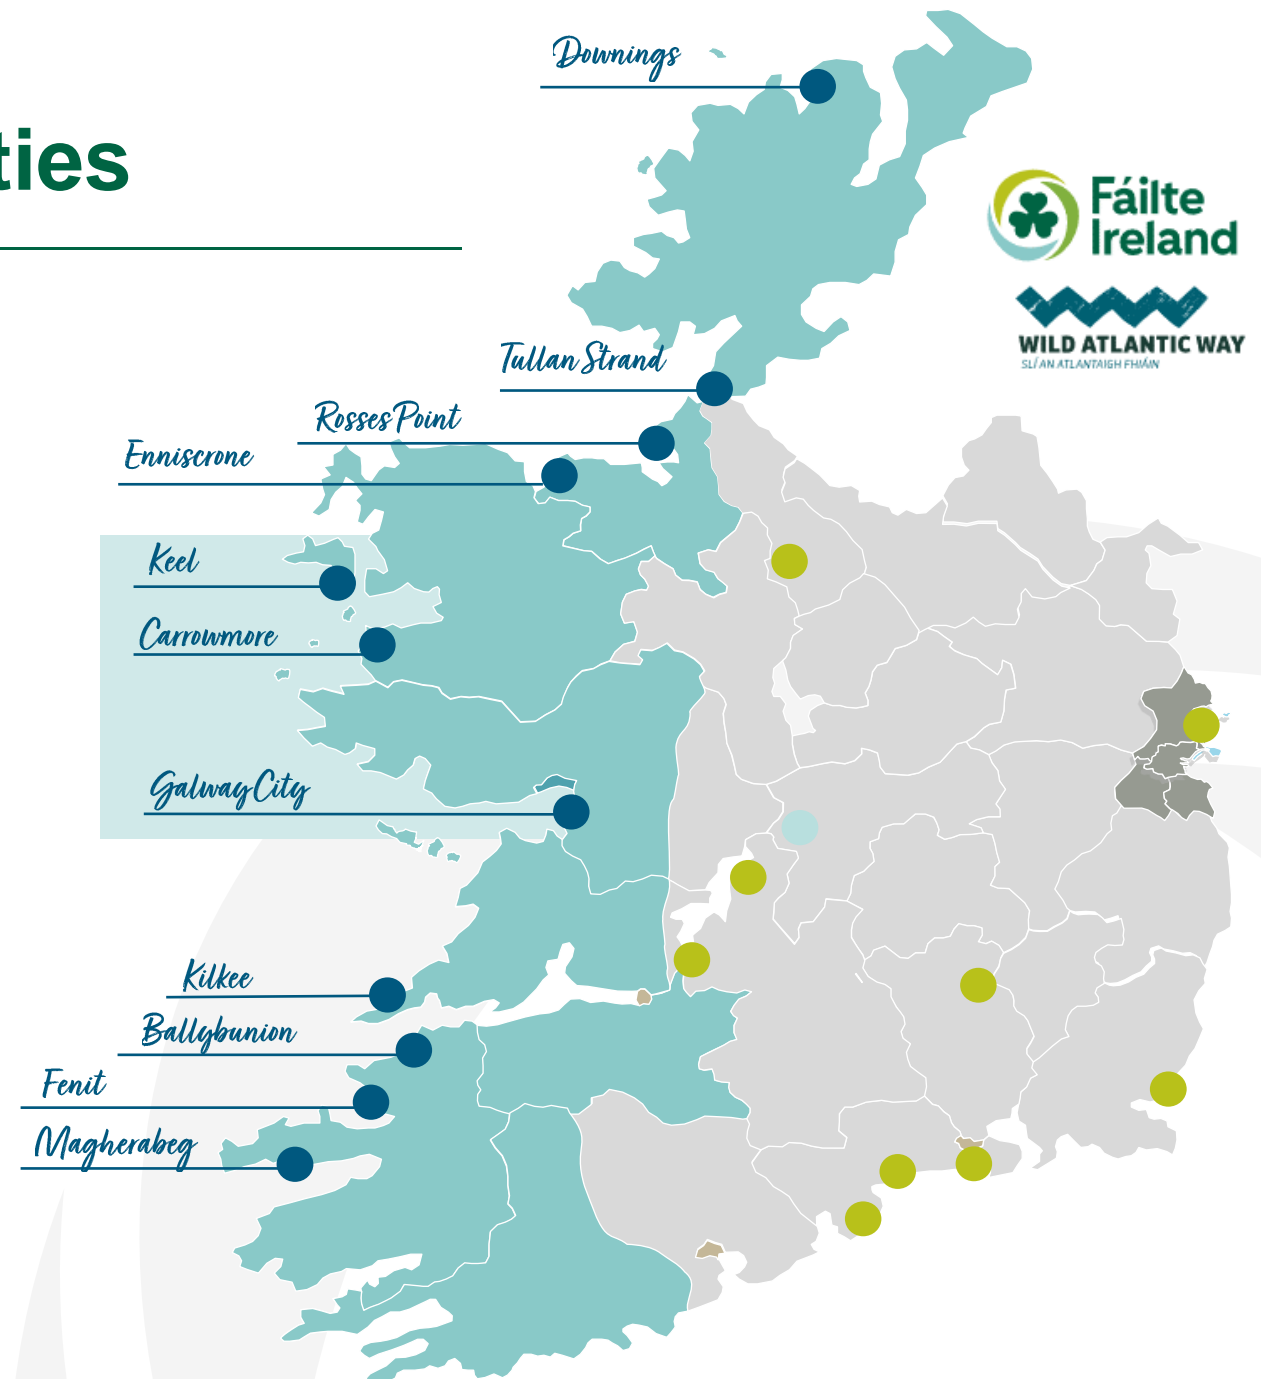 Downings
ties
Fáilte
Ireland
WILD ATLANTIC WAY
SLÍ AN ATLANTAIGH FHIÁIN
Tullan Strand
Rosses Point
Enniscrone
Keel
Carrowmore
Galway City
Kilkee
Ballybunion
Fenit
Magherabeg